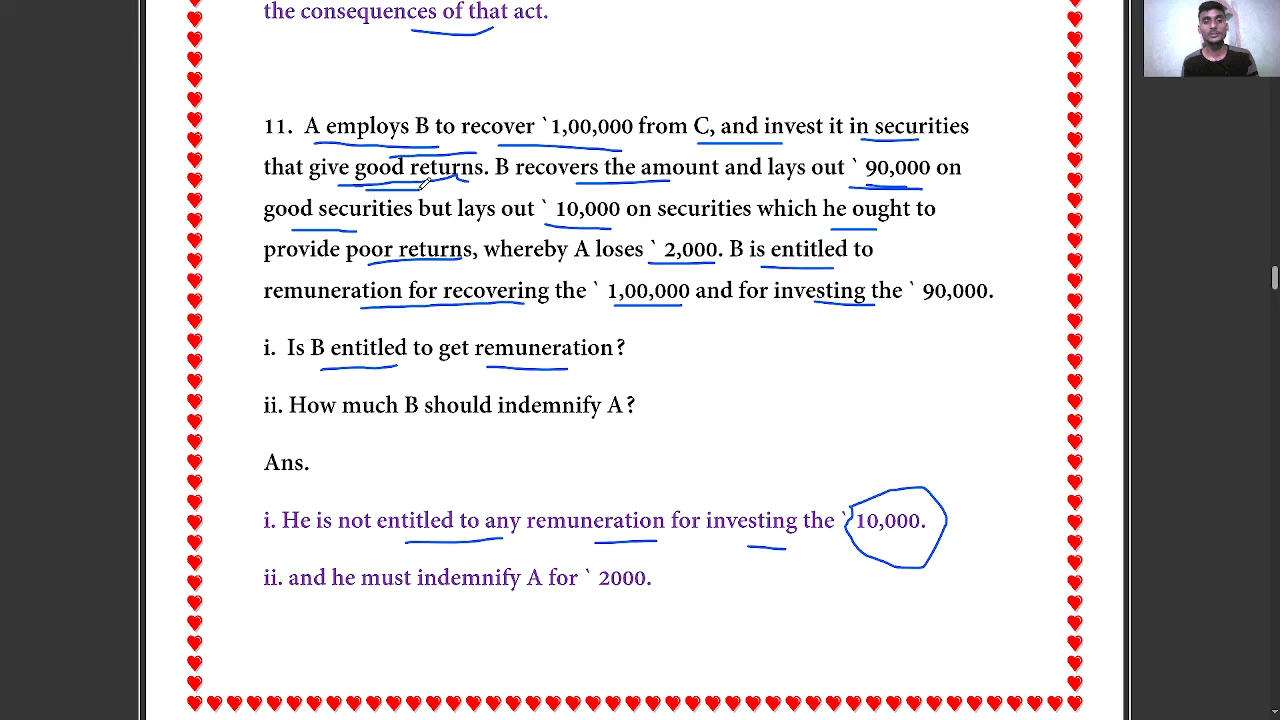 the consequences of that act.
11. A employs B to recover `1,00,000 from C, and invest it in securities
that give good returns. B recovers the amount and lays out ` 90,000 on
good securities but lays out ` 10,000 on securities which he ought to
provide poor returns, whereby A loses ` 2,000. B is entitled to
remuneration for recovering the ` 1,00,000 and for investing the ` 90,000.
i. Is B entitled to get remuneration?
ii. How much B should indemnify A?
Ans.
i. He is not entitled to any remuneration for investing the ` 10,000.
ii. and he must indemnify A for ` 2000.